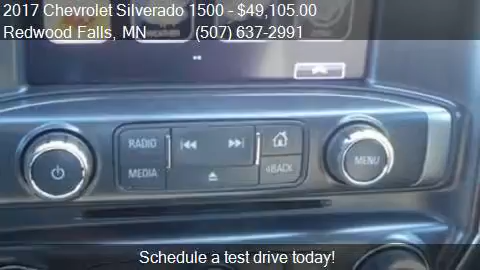 2017 Chevrolet Silverado 1500 - $49,105.00
Redwood Falls, MN (507) 637-2991
RADIO
MEDIA
BACK
MENU
Schedule a test drive today!